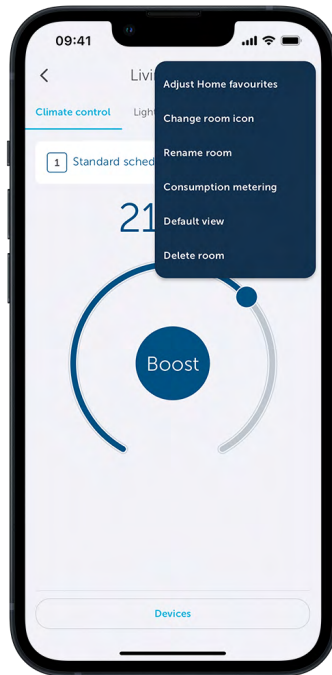 09:41
Livi
Climate control Ligh
Adjust Home favourites
Change room icon
Rename room
Consumption metering
Default view
Delete room
1 Standard sched
21
Boost
Devices